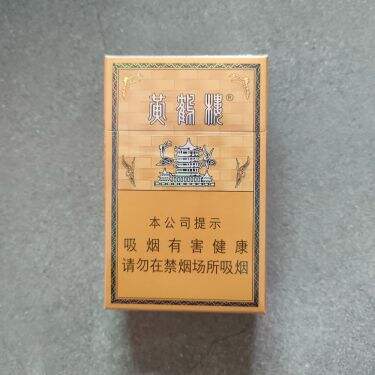 黄鹤楼®
本公司提示
吸烟有害健康
请勿在禁烟场所吸烟